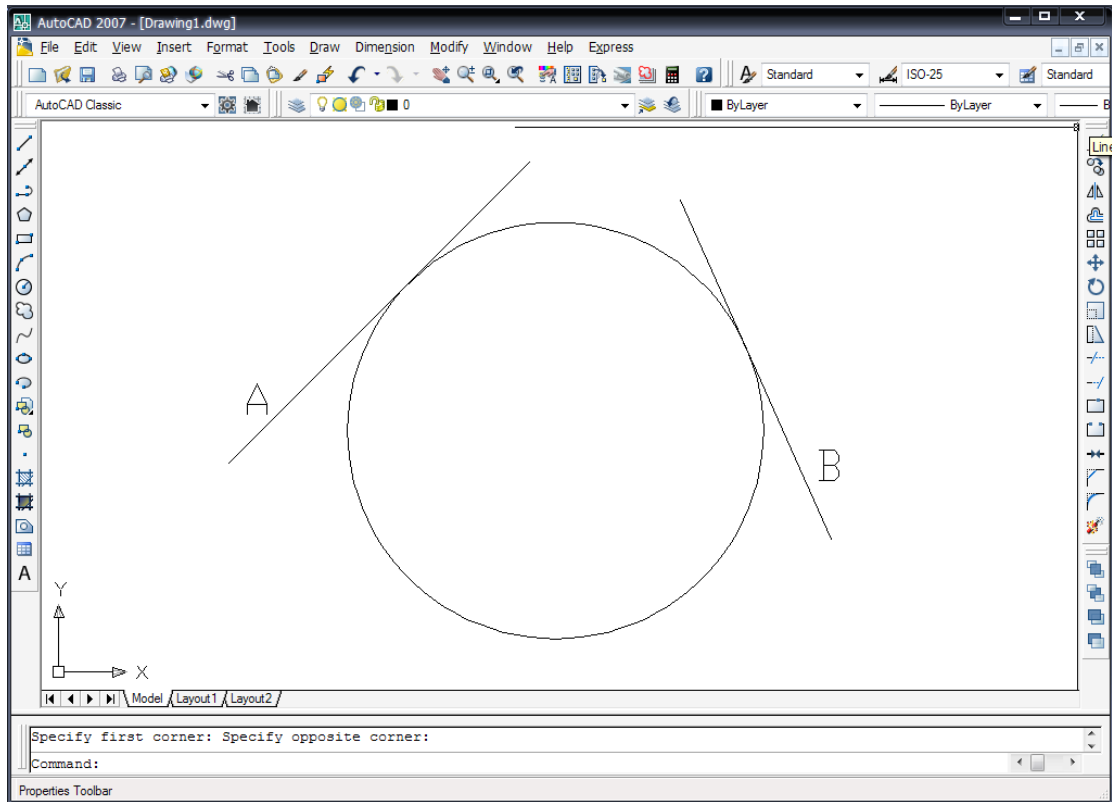 AutoCAD 2007 - [Drawing1.dwg]
File Edit View Insert Format Tools Draw Dimension Modify Window Help Express
Standard ISO-25 Standard
AutoCAD Classic 0 ByLayer ByLayer B
Line
A
B
A
Y
X
Model Layout1 Layout2
Specify first corner: Specify opposite corner:
Command:
Properties Toolbar